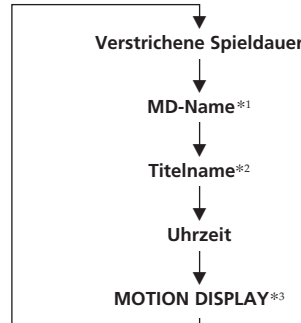 Verstrichene Spieldauer
MD-Name*1
Titelname*2
Uhrzeit
MOTION DISPLAY*3